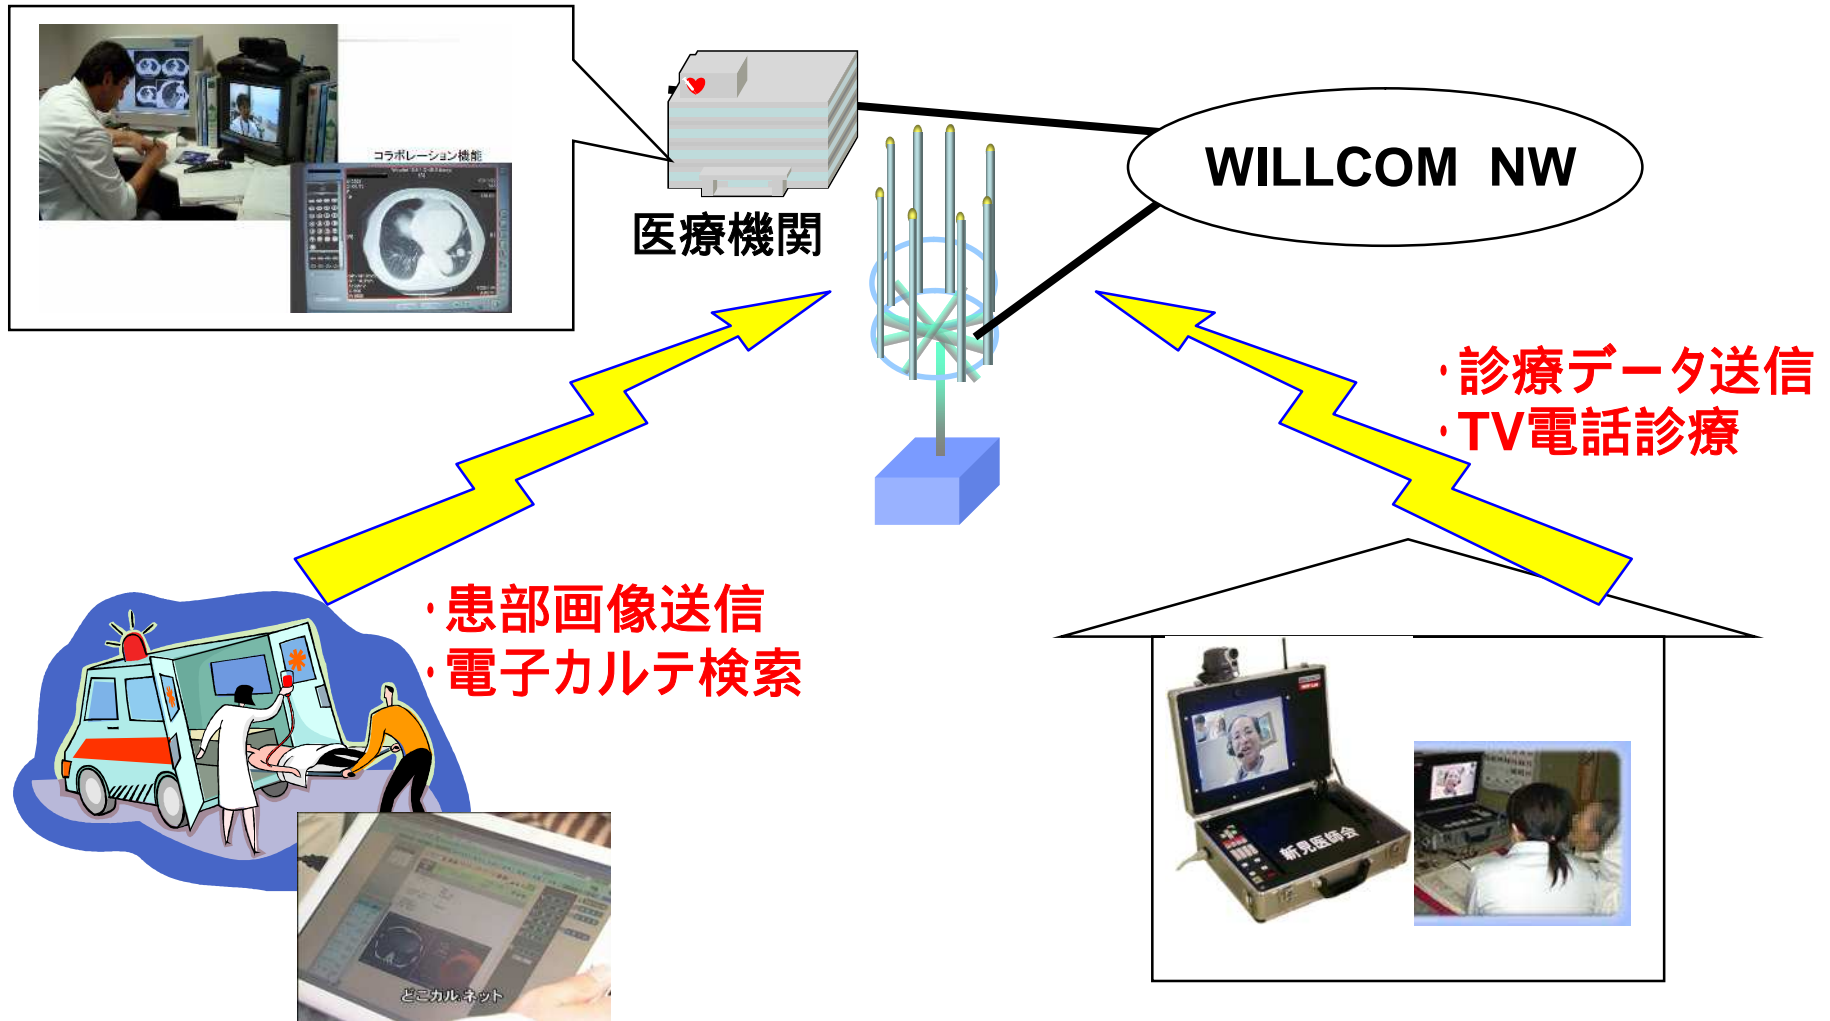 コラボレーション機能
医療機関
WILLCOM NW
・診療データ送信
・TV電話診療
・患部画像送信
・電子カルテ検索
新見医師会
どこカル.ネット